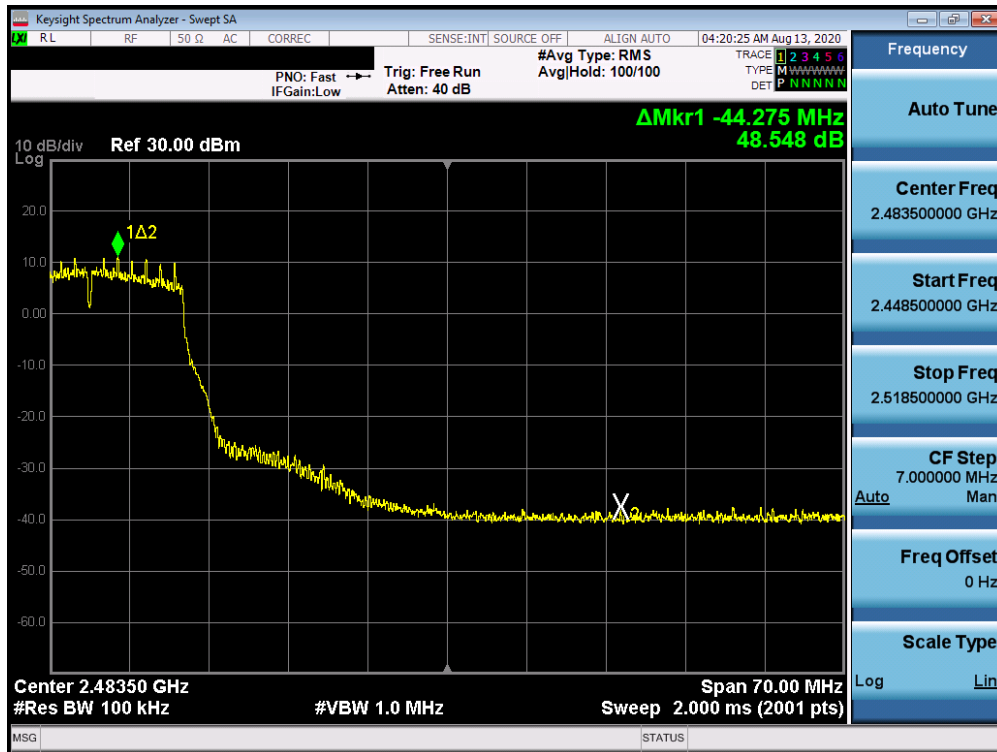 Keysight Spectrum Analyzer - Swept SA
LXI RL RF 50 Ω AC CORREC SENSE:INT SOURCE OFF ALIGN AUTO 04:20:25 AM Aug 13, 2020
Frequency
PNO: Fast
IFGain:Low
Trig: Free Run
Atten: 40 dB
#Avg Type: RMS
Avg|Hold: 100/100
TRACE 1 2 3 4 5 6
TYPE M WWWWW
DET P N N N N N
ΔMkr1 -44.275 MHz
48.548 dB
10 dB/div Ref 30.00 dBm
Log
20.0
1Δ2
10.0
0.00
-10.0
-20.0
-30.0
-40.0
X2
-50.0
-60.0
Center 2.48350 GHz Span 70.00 MHz
#Res BW 100 kHz #VBW 1.0 MHz Sweep 2.000 ms (2001 pts)
MSG STATUS
Auto Tune
Center Freq
2.483500000 GHz
Start Freq
2.448500000 GHz
Stop Freq
2.518500000 GHz
CF Step
7.000000 MHz
Auto Man
Freq Offset
0 Hz
Scale Type
Log Lin